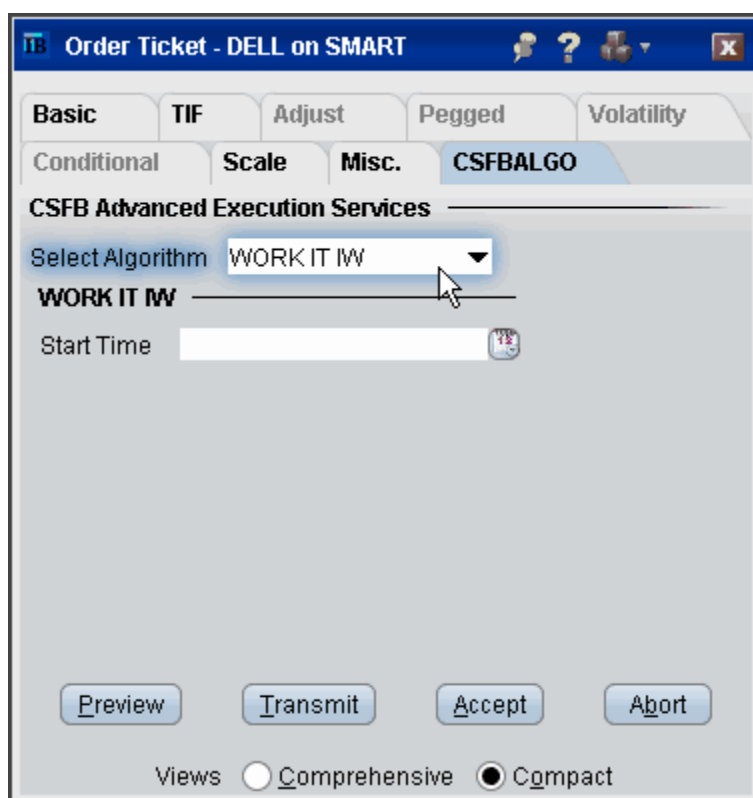 IB Order Ticket - DELL on SMART ?
Basic TIF Adjust Pegged Volatility
Conditional Scale Misc. CSFBALGO
CSFB Advanced Execution Services
Select Algorithm WORK IT IW
WORK IT IW
Start Time
Preview Transmit Accept Abort
Views Comprehensive Compact